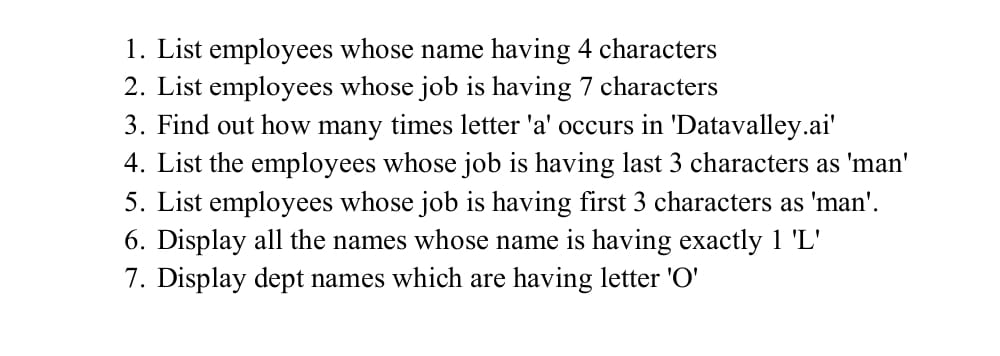 1. List employees whose name having 4 characters
2. List employees whose job is having 7 characters
3. Find out how many times letter 'a' occurs in 'Datavalley.ai'
4. List the employees whose job is having last 3 characters as 'man'
5. List employees whose job is having first 3 characters as 'man'.
6. Display all the names whose name is having exactly 1 'L'
7. Display dept names which are having letter 'O'